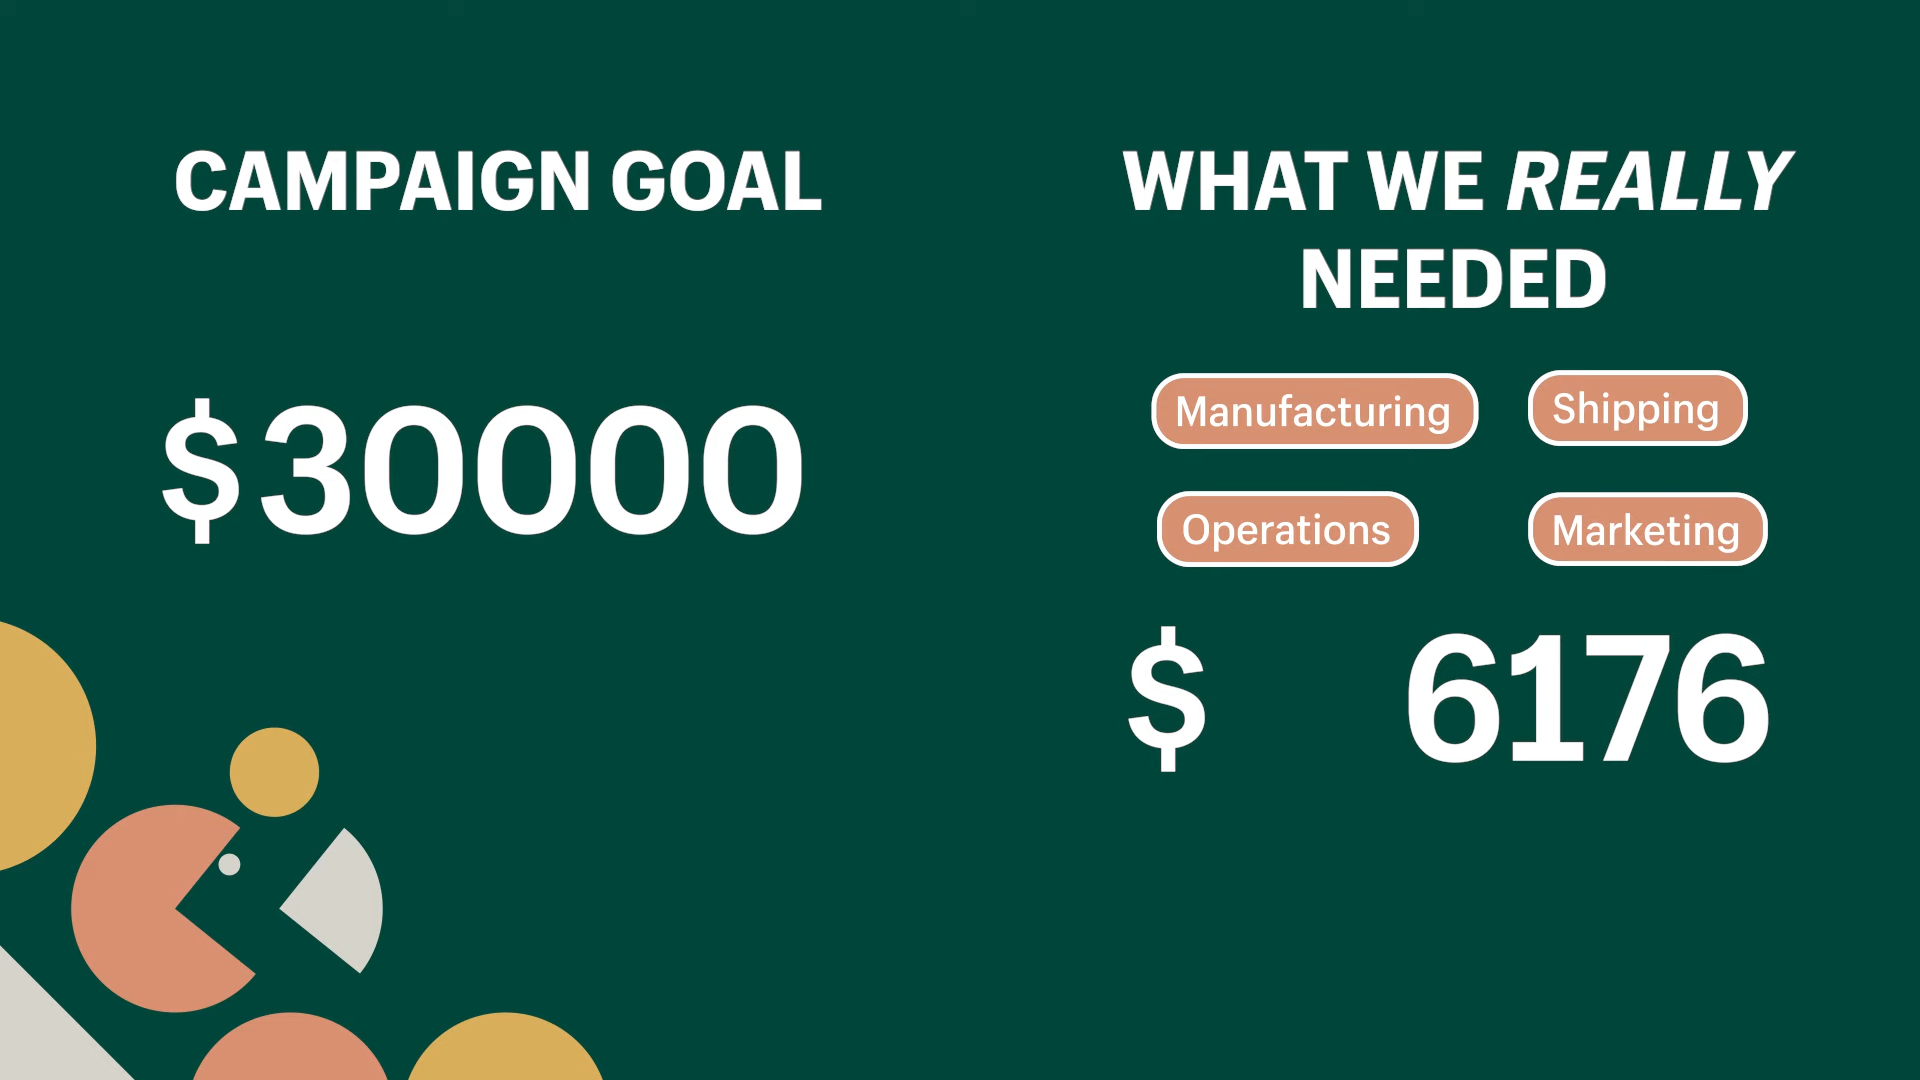 CAMPAIGN GOAL
$30000
WHAT WE REALLY
NEEDED
Manufacturing
Shipping
Operations
Marketing
$ 6176